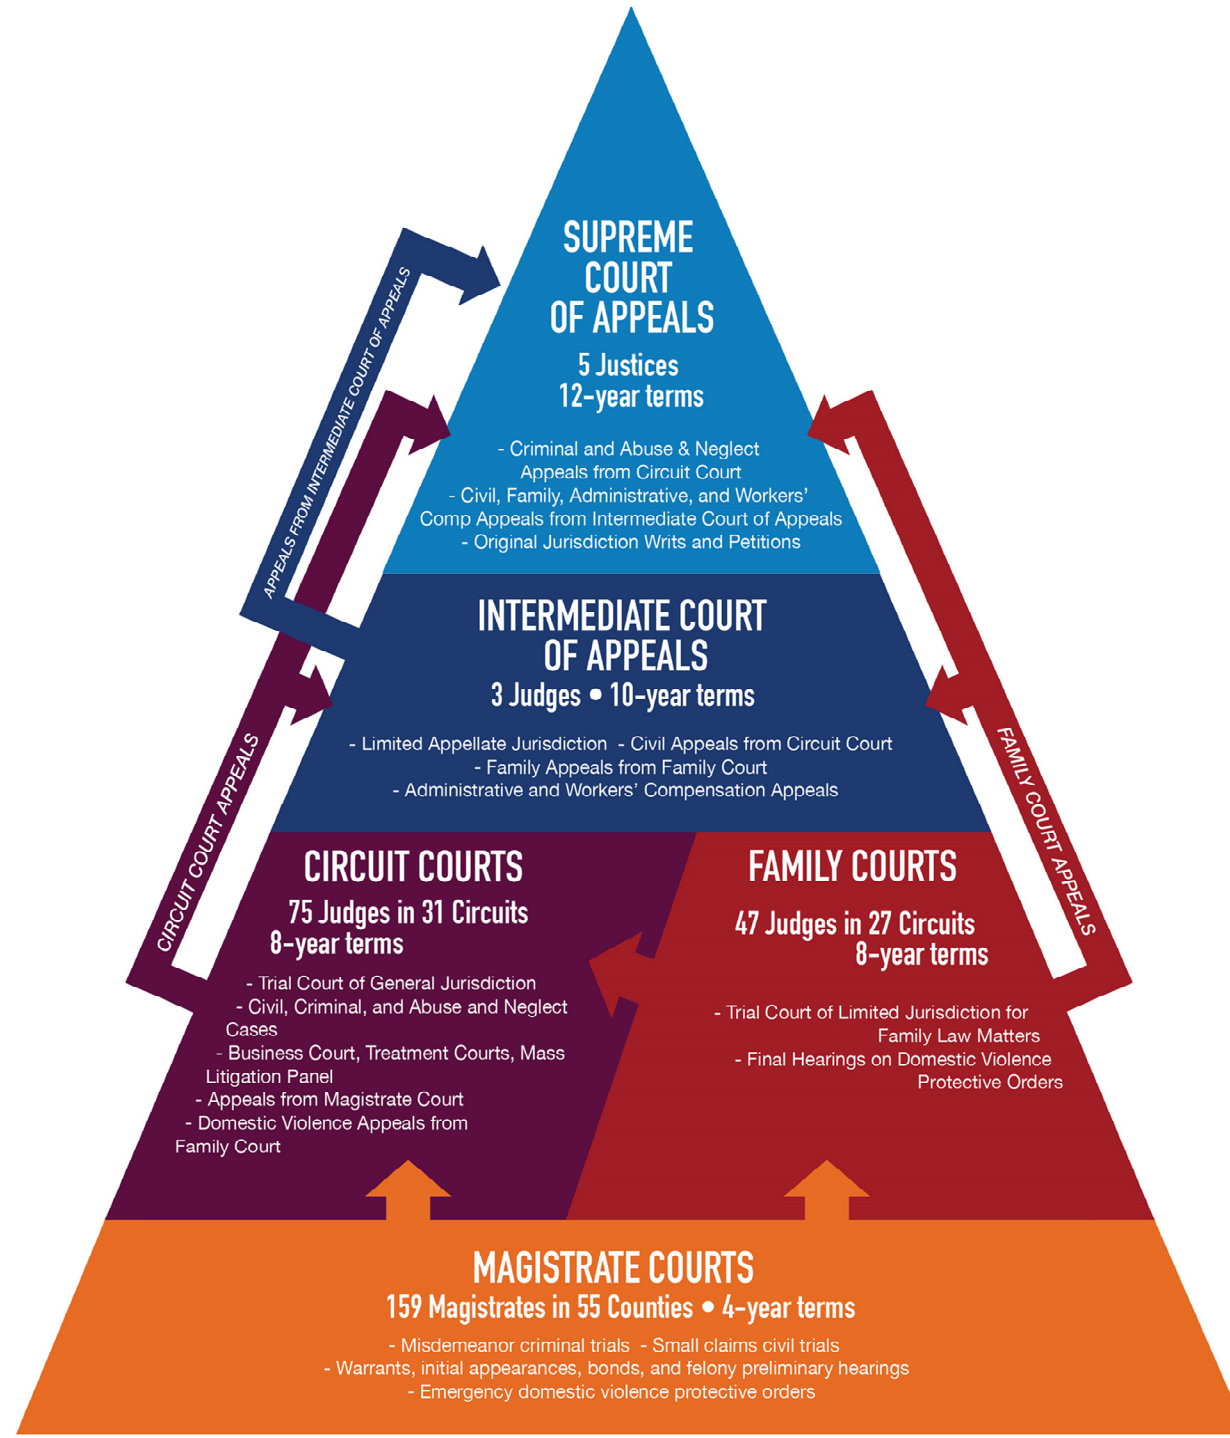 SUPREME
COURT
OF APPEALS
5 Justices
12-year terms
- Criminal and Abuse & Neglect
Appeals from Circuit Court
- Civil, Family, Administrative, and Workers'
Comp Appeals from Intermediate Court of Appeals
- Original Jurisdiction Writs and Petitions
APPEALS FROM INTERMEDIATE COURT OF APPEALS
INTERMEDIATE COURT
OF APPEALS
3 Judges • 10-year terms
- Limited Appellate Jurisdiction - Civil Appeals from Circuit Court
- Family Appeals from Family Court
- Administrative and Workers' Compensation Appeals
CIRCUIT COURT APPEALS
FAMILY COURT APPEALS
CIRCUIT COURTS
75 Judges in 31 Circuits
8-year terms
- Trial Court of General Jurisdiction
- Civil, Criminal, and Abuse and Neglect
Cases
- Business Court, Treatment Courts, Mass
Litigation Panel
- Appeals from Magistrate Court
- Domestic Violence Appeals from
Family Court
FAMILY COURTS
47 Judges in 27 Circuits
8-year terms
- Trial Court of Limited Jurisdiction for
Family Law Matters
- Final Hearings on Domestic Violence
Protective Orders
MAGISTRATE COURTS
159 Magistrates in 55 Counties • 4-year terms
- Misdemeanor criminal trials - Small claims civil trials
- Warrants, initial appearances, bonds, and felony preliminary hearings
- Emergency domestic violence protective orders